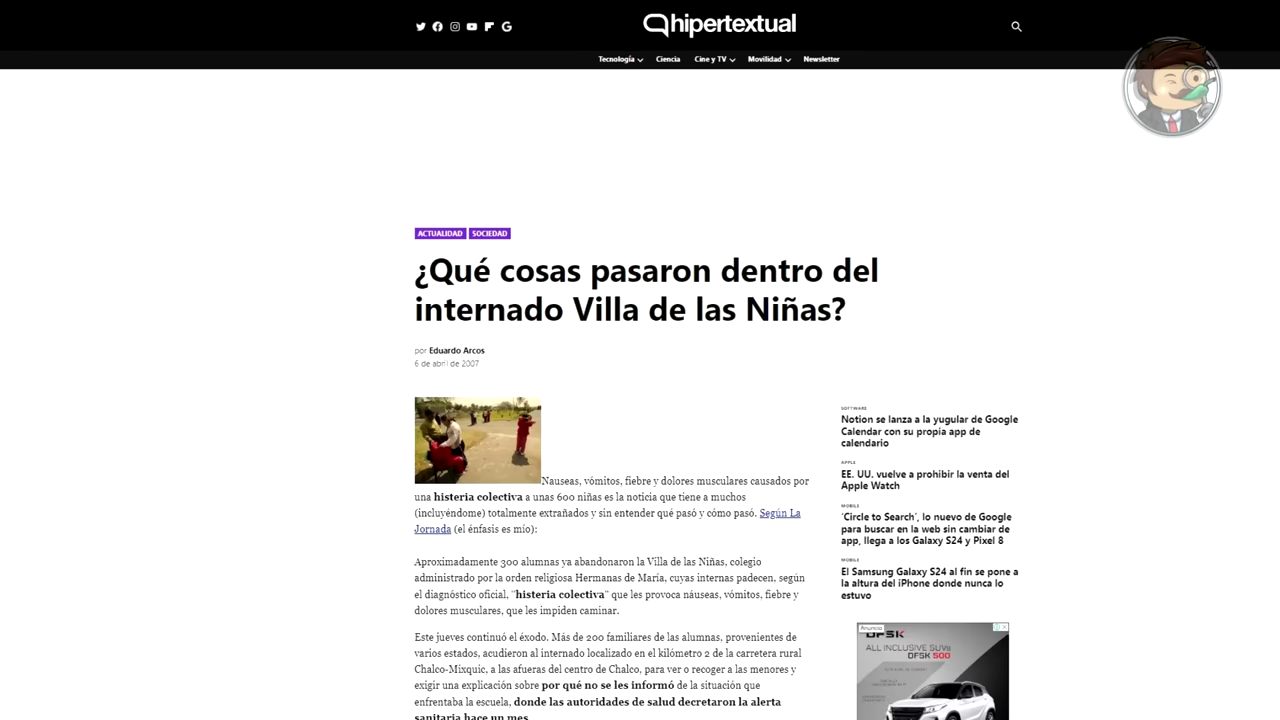 hipertextual
Tecnología
Ciencia
Cine y TV
Movilidad
Newsletter
ACTUALIDAD
SOCIEDAD
¿Qué cosas pasaron dentro del
internado Villa de las Niñas?
por Eduardo Arcos
6 de abril de 2007
Nauseas, vómitos, fiebre y dolores musculares causados por
una histeria colectiva a unas 600 niñas es la noticia que tiene a muchos
(incluyéndome) totalmente extrañados y sin entender qué pasó y cómo pasó. Según La
Jornada (el énfasis es mío):
Aproximadamente 300 alumnas ya abandonaron la Villa de las Niñas, colegio
administrado por la orden religiosa Hermanas de María, cuyas internas padecen, según
el diagnóstico oficial, "histeria colectiva" que les provoca náuseas, vómitos, fiebre y
dolores musculares, que les impiden caminar.
Este jueves continuó el éxodo. Más de 200 familiares de las alumnas, provenientes de
varios estados, acudieron al internado localizado en el kilómetro 2 de la carretera rural
Chalco-Mixquic, a las afueras del centro de Chalco, para ver o recoger a las menores y
exigir una explicación sobre por qué no se les informó de la situación que
enfrentaba la escuela, donde las autoridades de salud decretaron la alerta
sanitaria hace un mes.
SOFTWARE
Notion se lanza a la yugular de Google
Calendar con su propia app de
calendario
APPLE
EE. UU. vuelve a prohibir la venta del
Apple Watch
MOBILE
'Circle to Search', lo nuevo de Google
para buscar en la web sin cambiar de
app, llega a los Galaxy S24 y Pixel 8
MOBILE
El Samsung Galaxy S24 al fin se pone a
la altura del iPhone donde nunca lo
estuvo
Anuncio
DFSK
ALL INCLUSIVE SUVs
DFSK 500